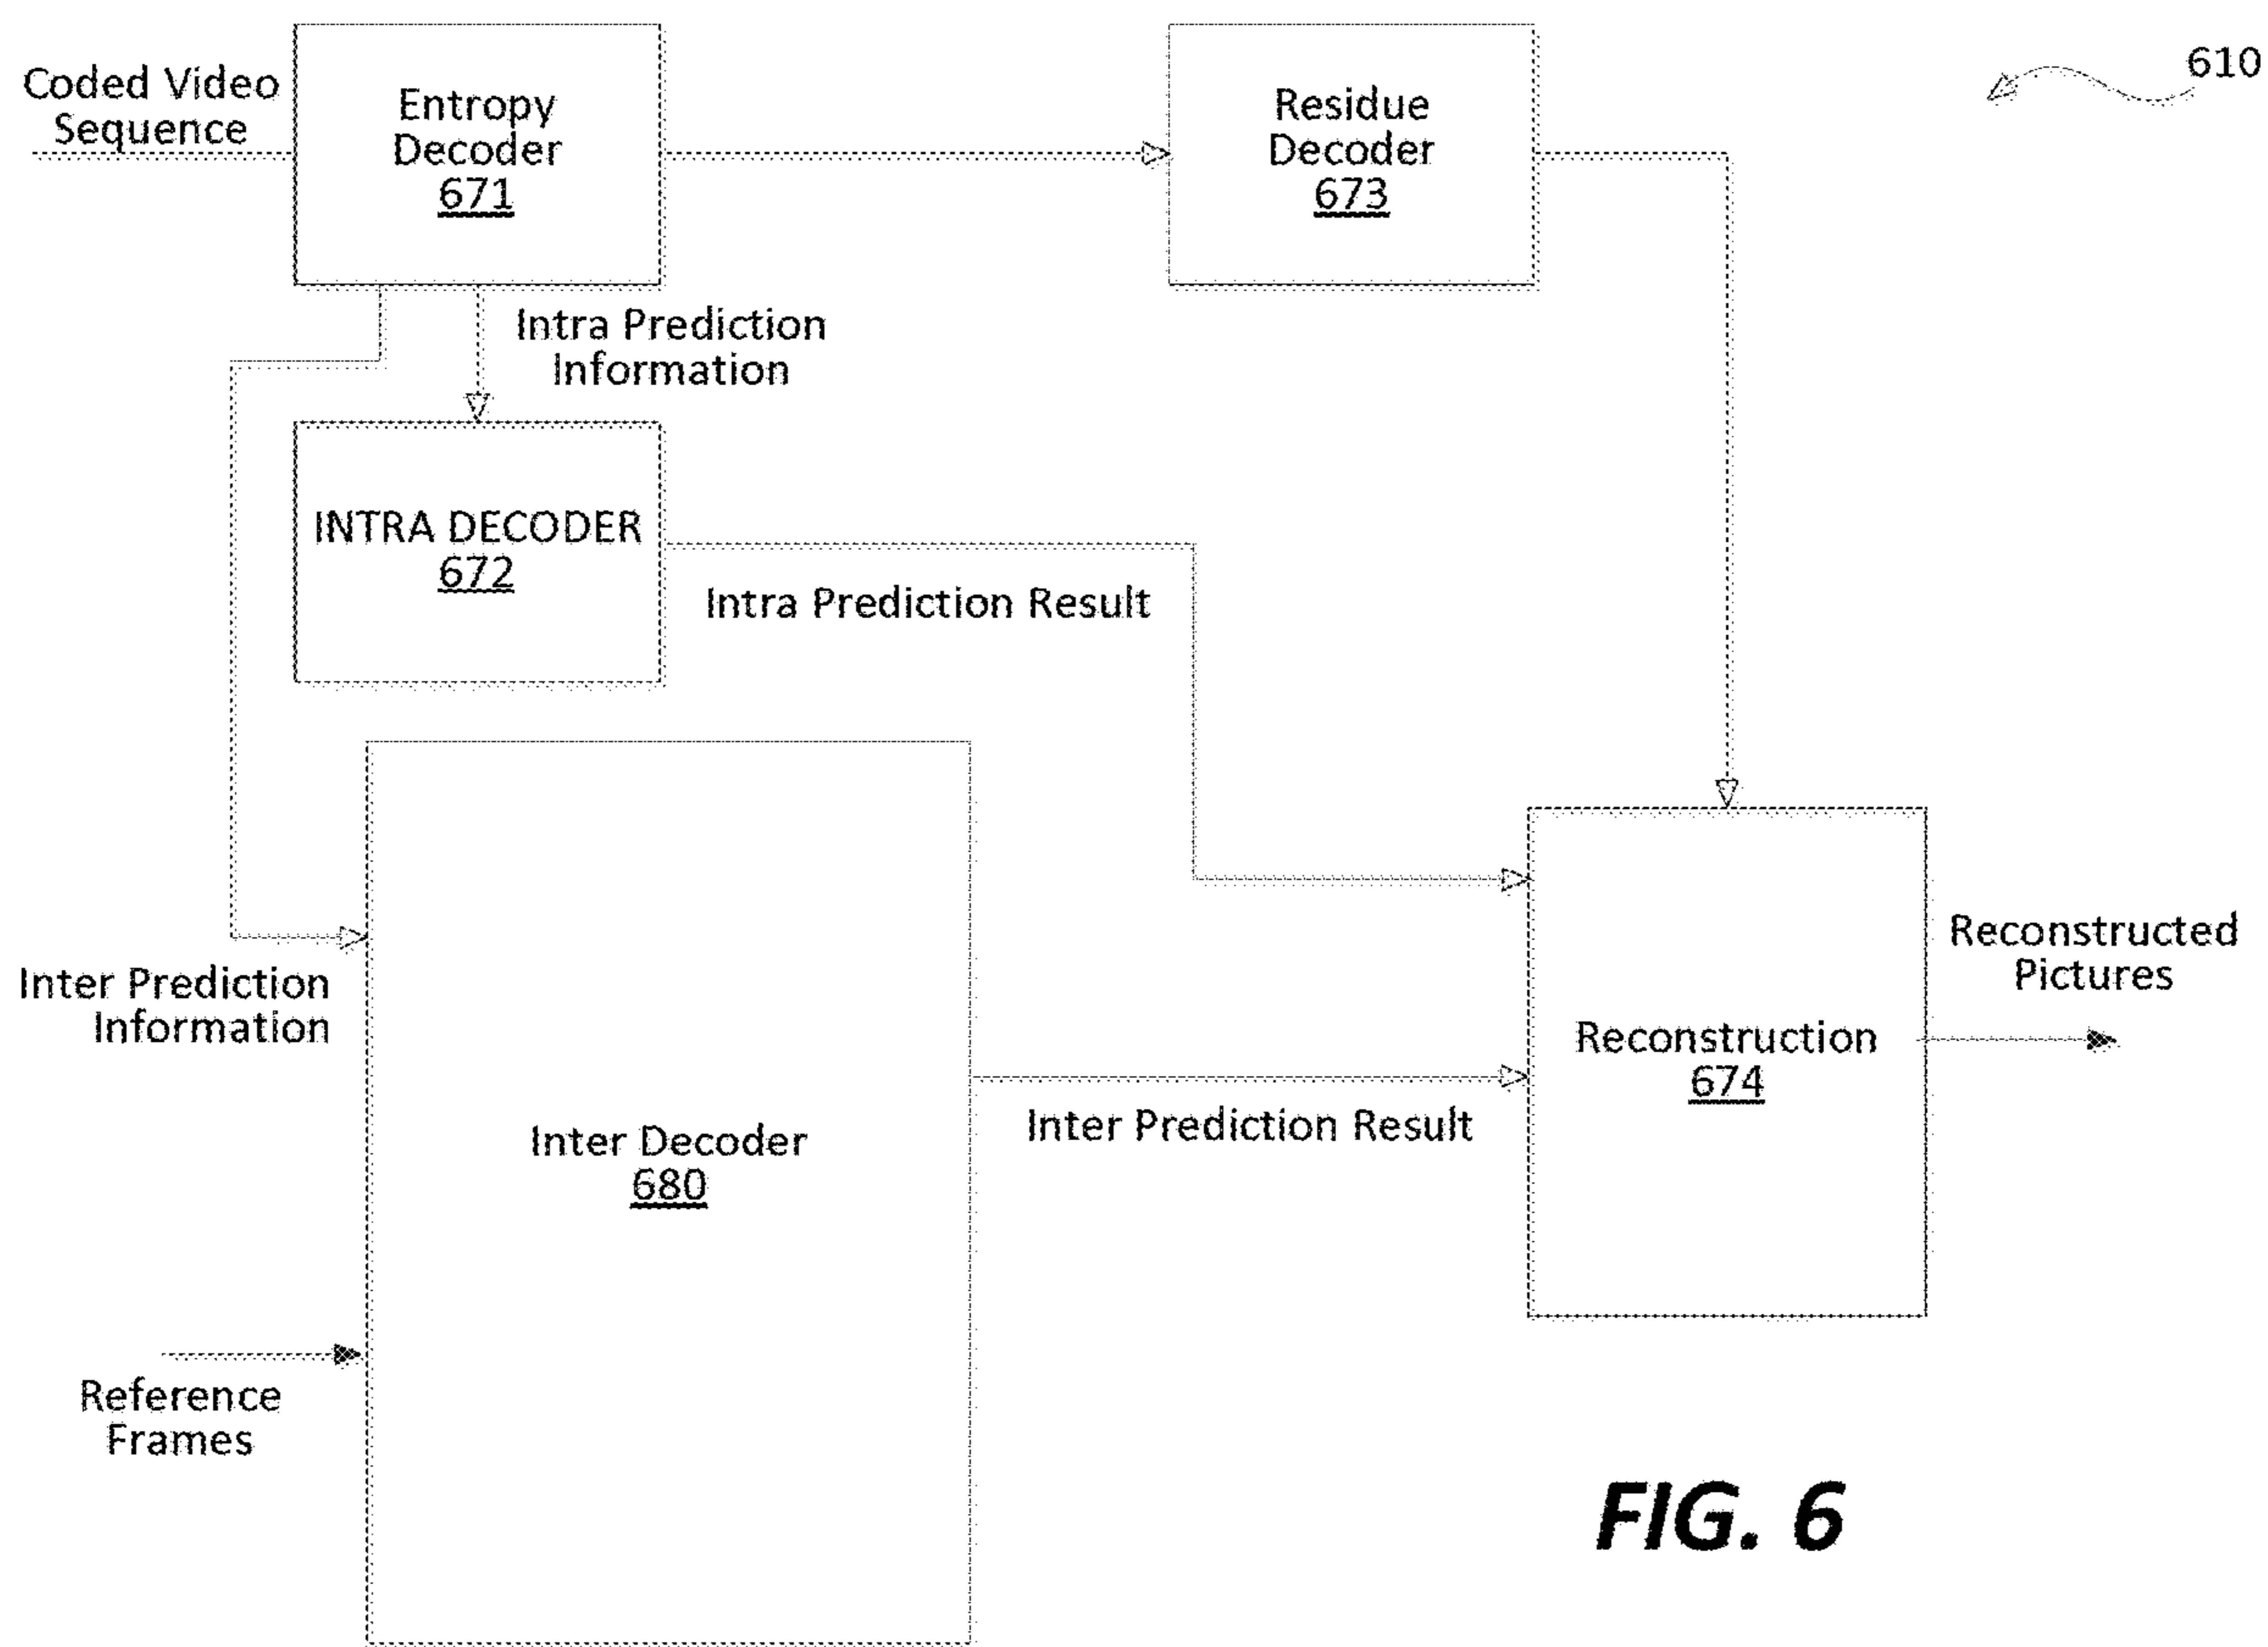 610
Coded Video
Sequence
Entropy
Decoder
671
Residue
Decoder
673
Intra Prediction
Information
INTRA DECODER
672
Intra Prediction Result
Inter Prediction
Information
Inter Decoder
680
Inter Prediction Result
Reconstruction
674
Reconstructed
Pictures
Reference
Frames
FIG. 6